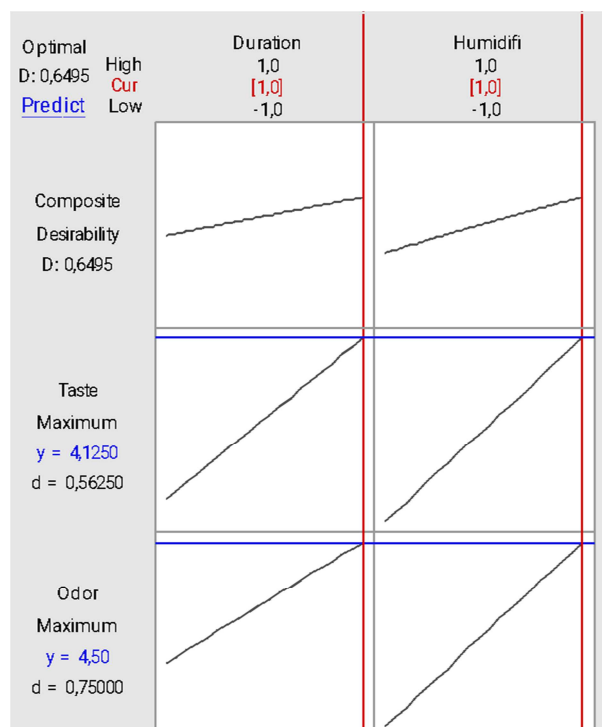 Optimal
D: 0,6495
Predict
High
Cur
Low
Duration
1,0
[1,0]
-1,0
Humidifi
1,0
[1,0]
-1,0
Composite
Desirability
D: 0,6495
Taste
Maximum
y = 4,1250
d = 0,56250
Odor
Maximum
y = 4,50
d = 0,75000